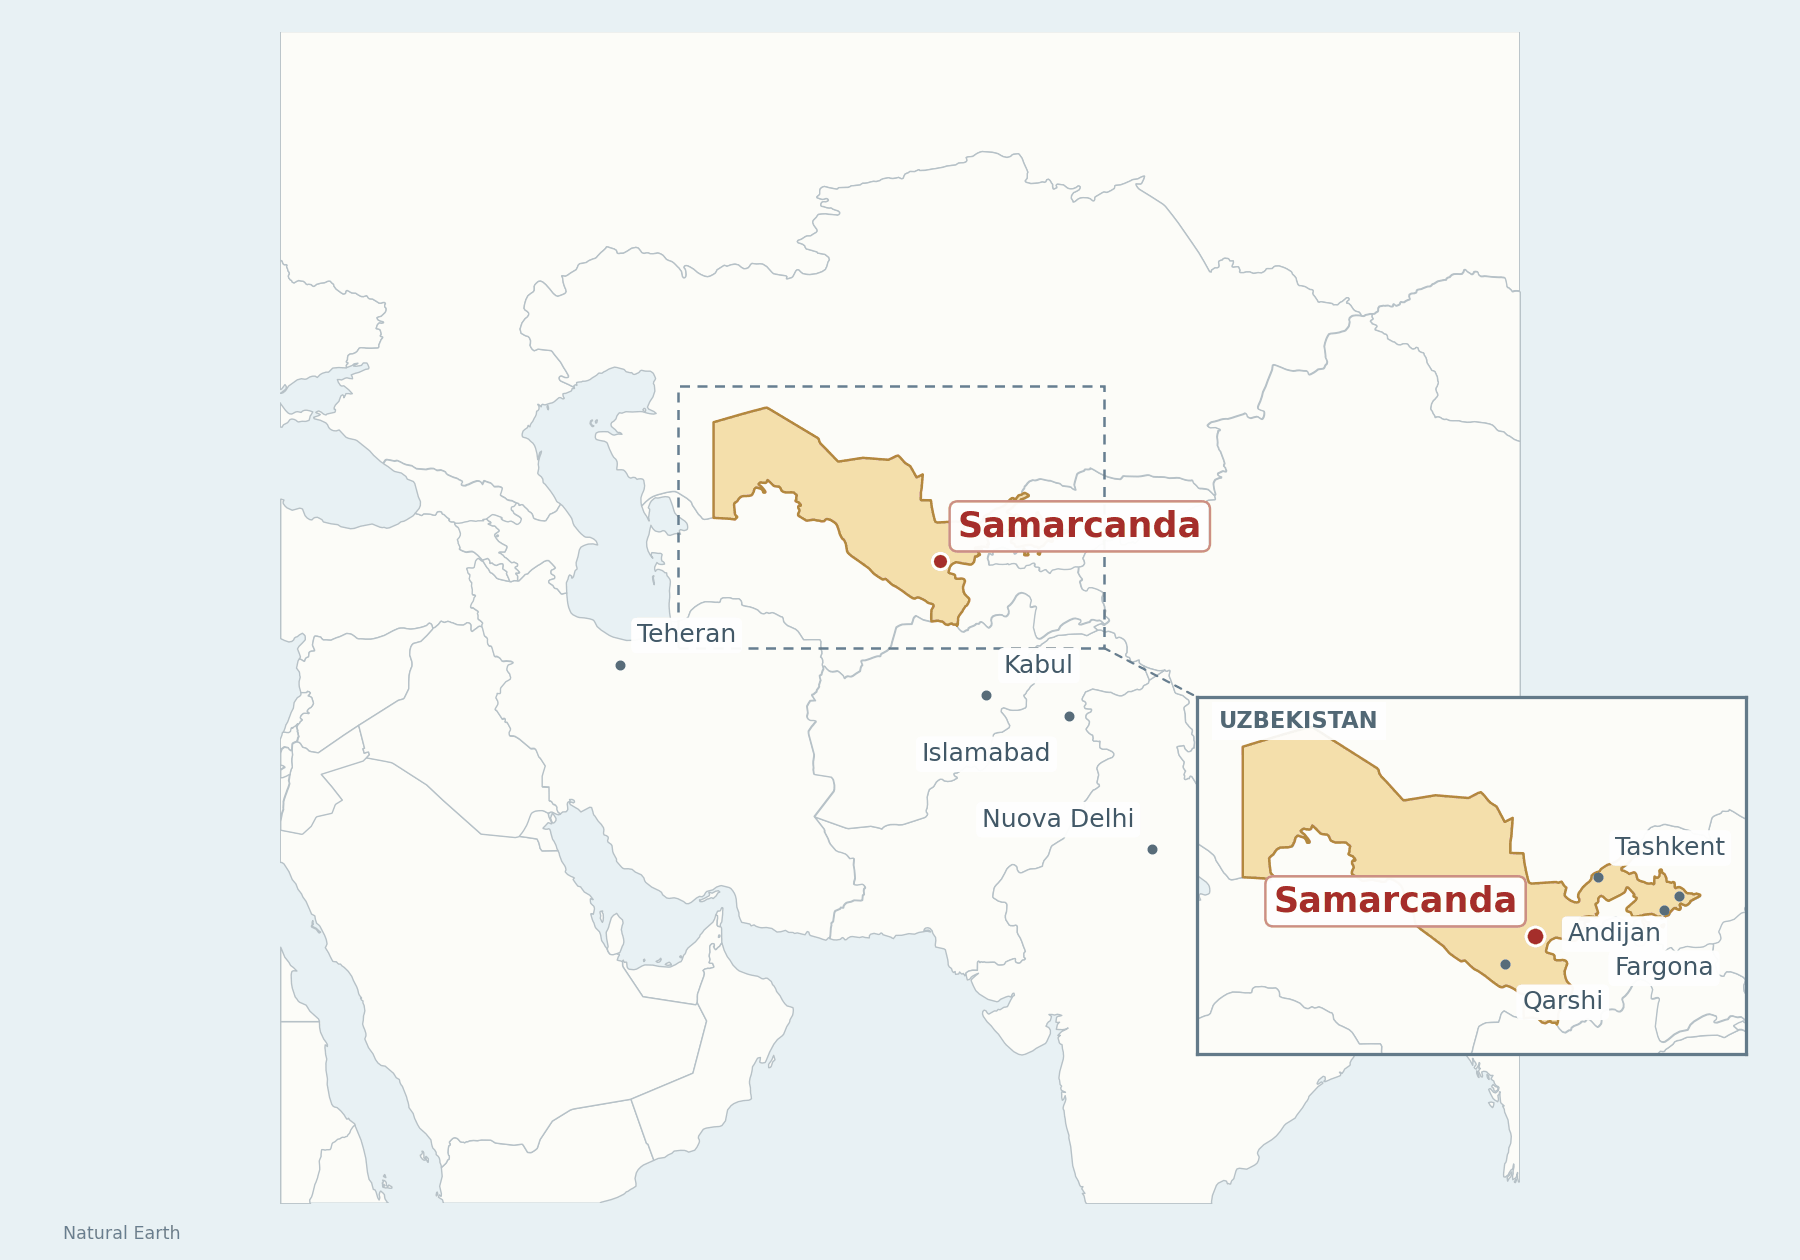 Samarcanda
Teheran
Kabul
Islamabad
Nuova Delhi
UZBEKISTAN
Tashkent
Samarcanda
Andijan
Fargona
Qarshi
Natural Earth